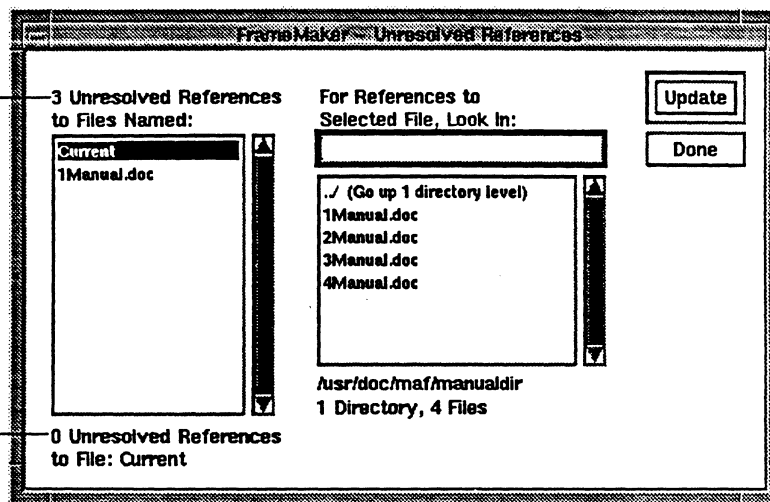 FrameMaker - Unresolved References
3 Unresolved References
to Files Named:
Current
1Manual.doc
0 Unresolved References
to File: Current
For References to
Selected File, Look In:
../ (Go up 1 directory level)
1Manual.doc
2Manual.doc
3Manual.doc
4Manual.doc
/usr/doc/maf/manualdir
1 Directory, 4 Files
Update
Done